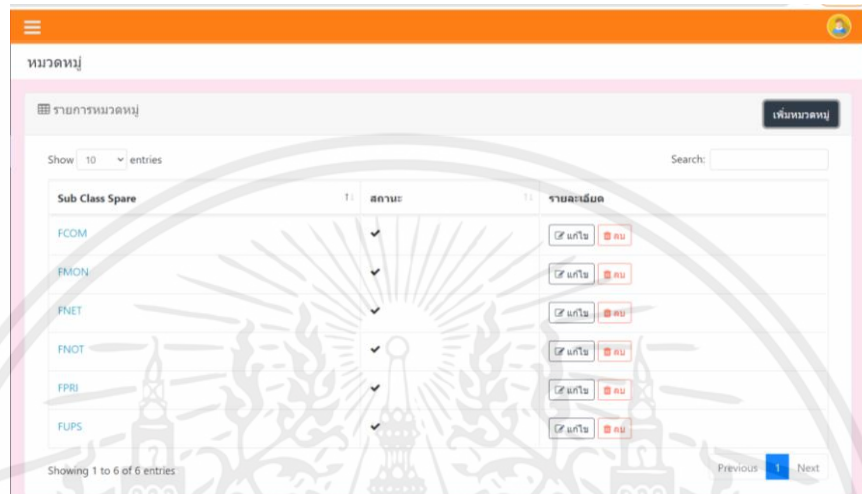 หมวดหมู่
รายการหมวดหมู่
เพิ่มหมวดหมู่
Show 10 entries
Search:
Sub Class Spare สถานะ รายละเอียด
FCOM แก้ไข ลบ
FMON แก้ไข ลบ
FNET แก้ไข ลบ
FNOT แก้ไข ลบ
FPRI แก้ไข ลบ
FUPS แก้ไข ลบ
Showing 1 to 6 of 6 entries
Previous 1 Next